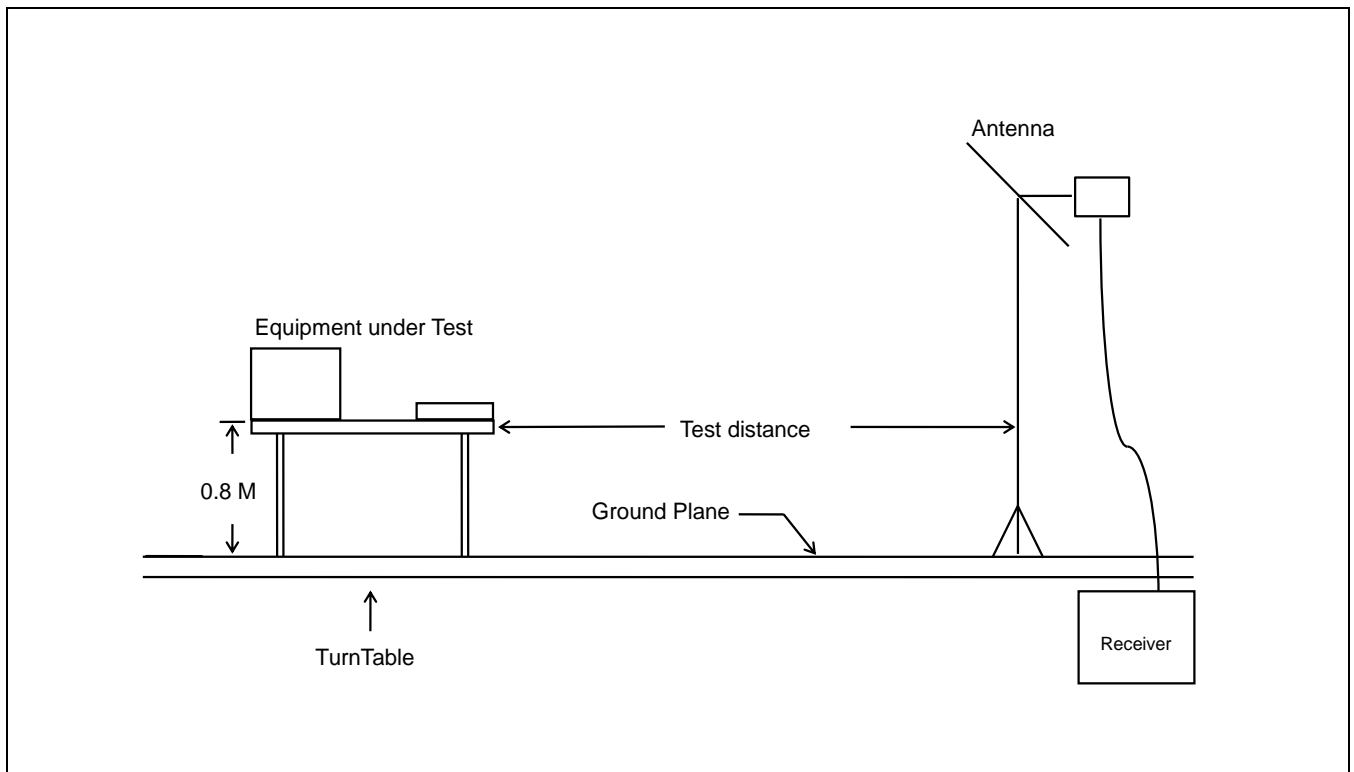 Antenna
Equipment under Test
Test distance
0.8 M
Ground Plane
Receiver
TurnTable